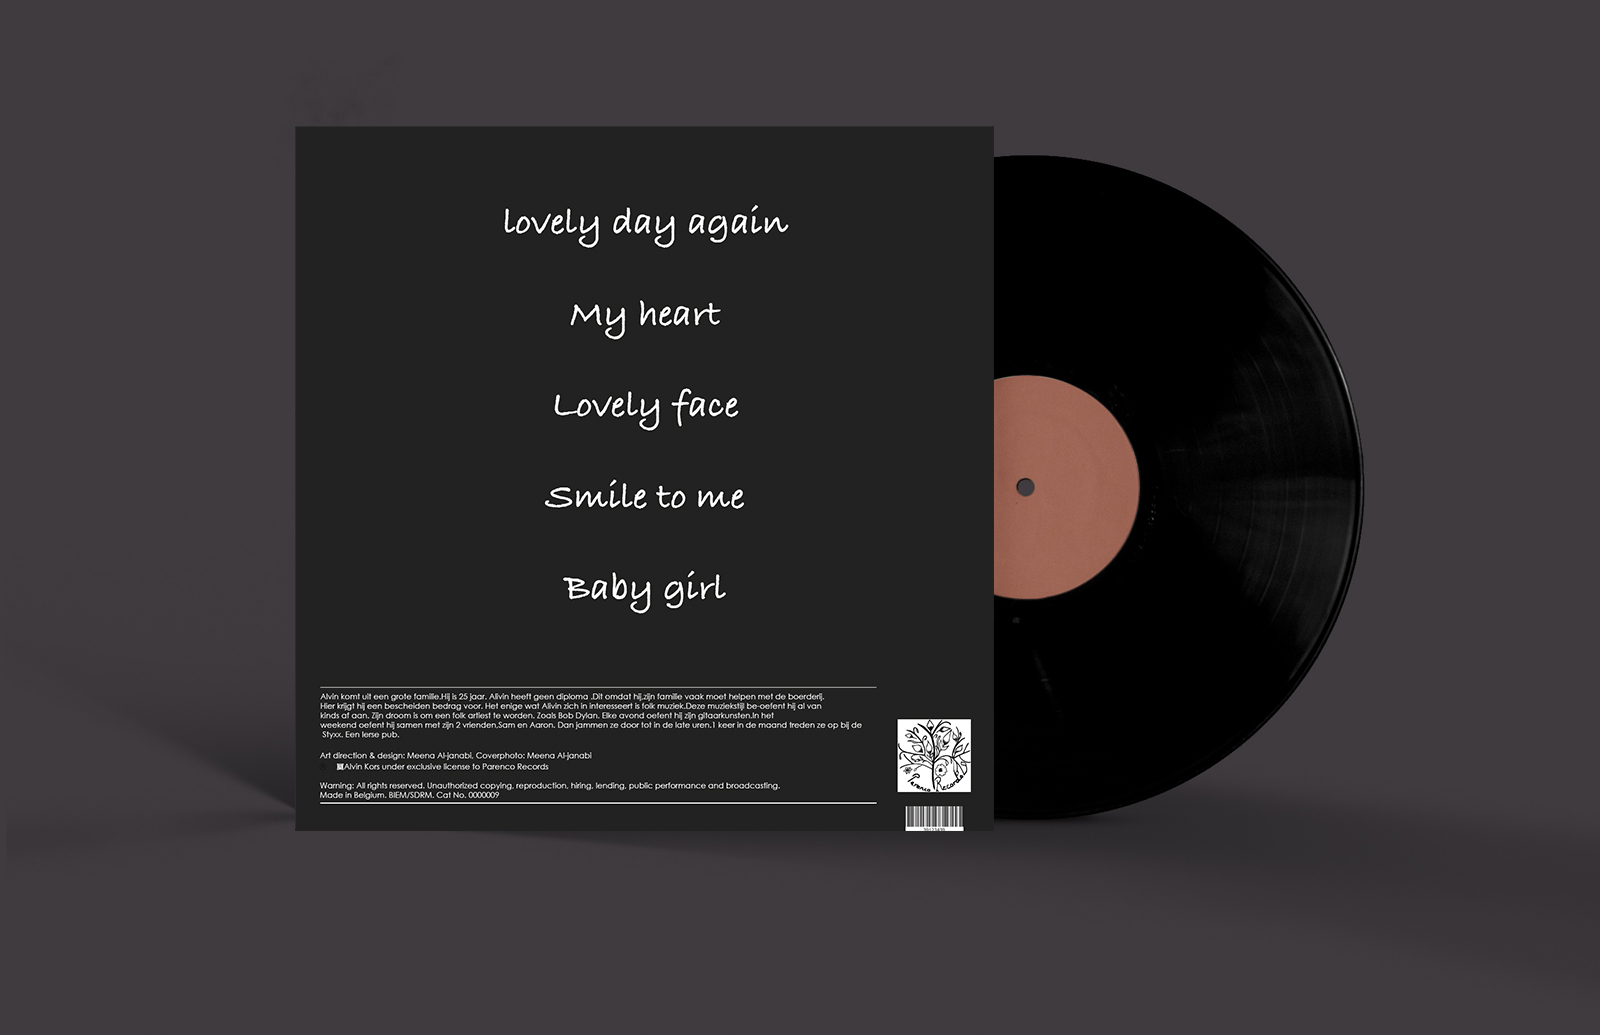 lovely day again
My heart
Lovely face
Smile to me
Baby girl
Alvin komt uit een grote familie.Hij is 25 jaar. Alivin heeft geen diploma .Dit omdat hij,zijn familie vaak moet helpen met de boerderij.
Hier krijgt hij een bescheiden bedrag voor. Het enige wat Alivin zich in interesseert is folk muziek.Deze muziekstijl be-oefent hij al van
kinds af aan. Zijn droom is om een folk artiest te worden. Zoals Bob Dylan. Elke avond oefent hij zijn gitaarkunsten.In het
weekend oefent hij samen met zijn 2 vrienden,Sam en Aaron. Dan jammen ze door tot in de late uren.1 keer in de maand treden ze op bij de
Styxx. Een Ierse pub.
Art direction & design: Meena Al-janabi, Coverphoto: Meena Al-janabi
Alvin Kors under exclusive license to Parenco Records
Warning: All rights reserved. Unauthorized copying, reproduction, hiring, lending, public performance and broadcasting.
Made in Belgium. BIEM/SDRM. Cat No. 0000009
Parenco Records